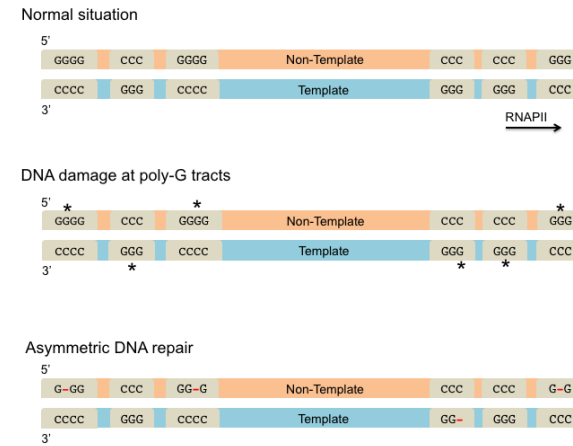 Normal situation
5’
GGGG CCC GGGG Non-Template CCC CCC GGG
CCCC GGG CCCC Template GGG GGG CCC
3’
RNAPII
DNA damage at poly-G tracts
5’ * * *
GGGG CCC GGGG Non-Template CCC CCC GGG
CCCC GGG CCCC Template GGG GGG CCC
3’ * * *
Asymmetric DNA repair
5’
G-GG CCC GG-G Non-Template CCC CCC G-G
CCCC GGG CCCC Template GG- GGG CCC
3’